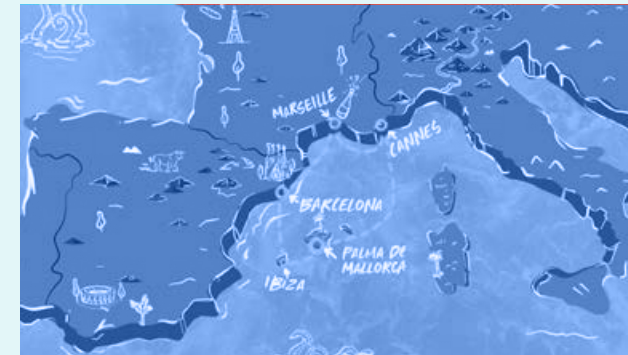 MARSEILLE
CANNES
BARCELONA
PALMA DE
MALLORCA
IBIZA